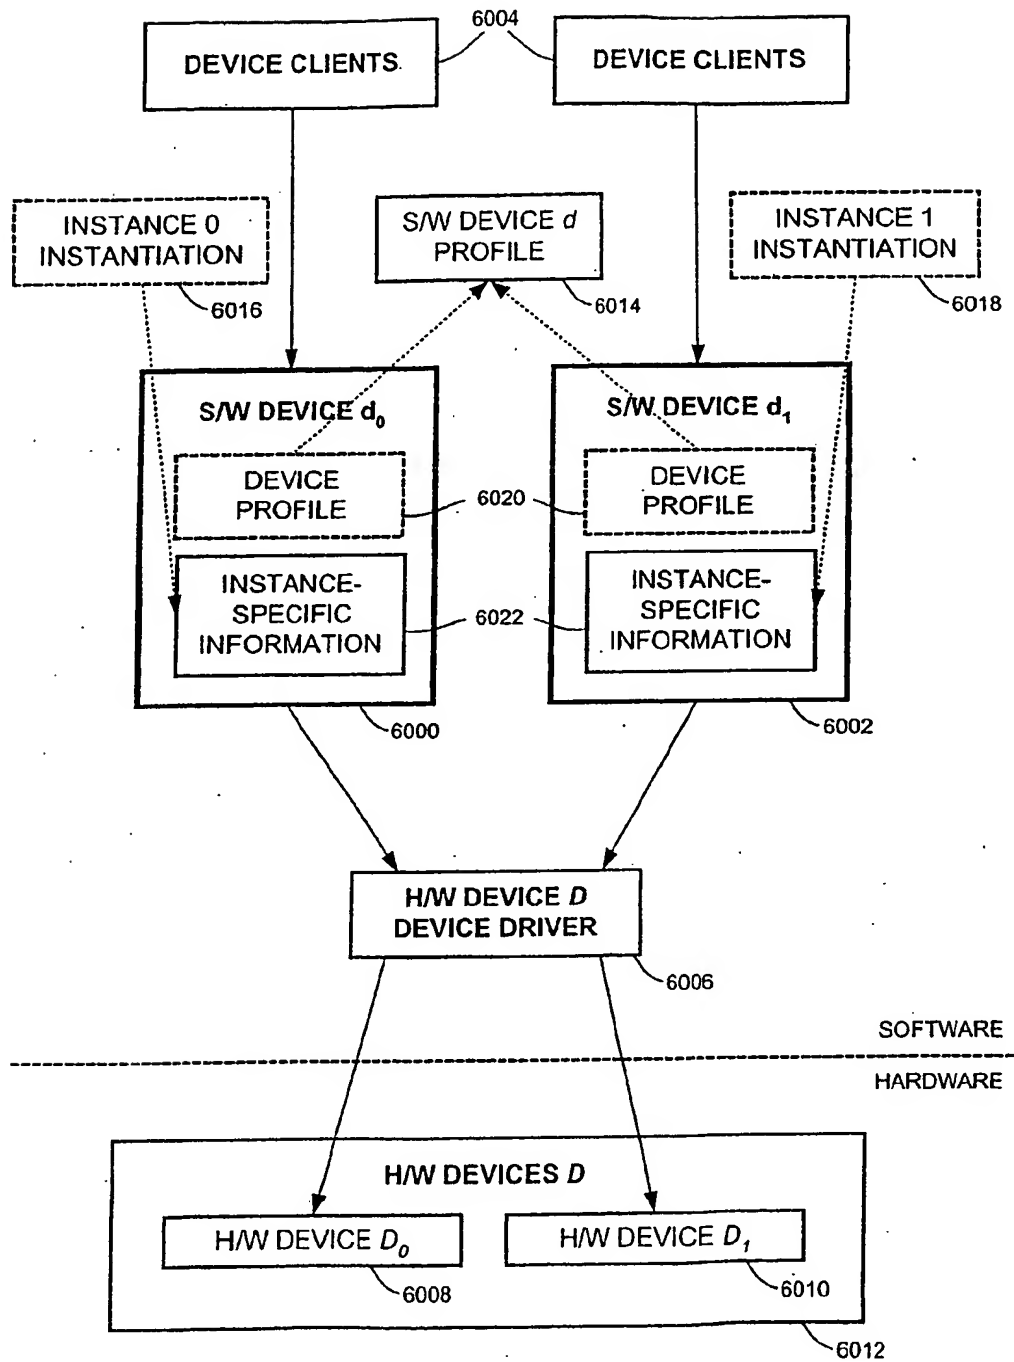 6004
DEVICE CLIENTS
DEVICE CLIENTS
INSTANCE 0
INSTANTIATION
6016
S/W DEVICE d
PROFILE
6014
INSTANCE 1
INSTANTIATION
6018
S/W DEVICE d0
DEVICE
PROFILE
INSTANCE-
SPECIFIC
INFORMATION
6000
6020
6022
S/W DEVICE d1
DEVICE
PROFILE
INSTANCE-
SPECIFIC
INFORMATION
6002
H/W DEVICE D
DEVICE DRIVER
6006
SOFTWARE
HARDWARE
H/W DEVICES D
H/W DEVICE D0
6008
H/W DEVICE D1
6010
6012